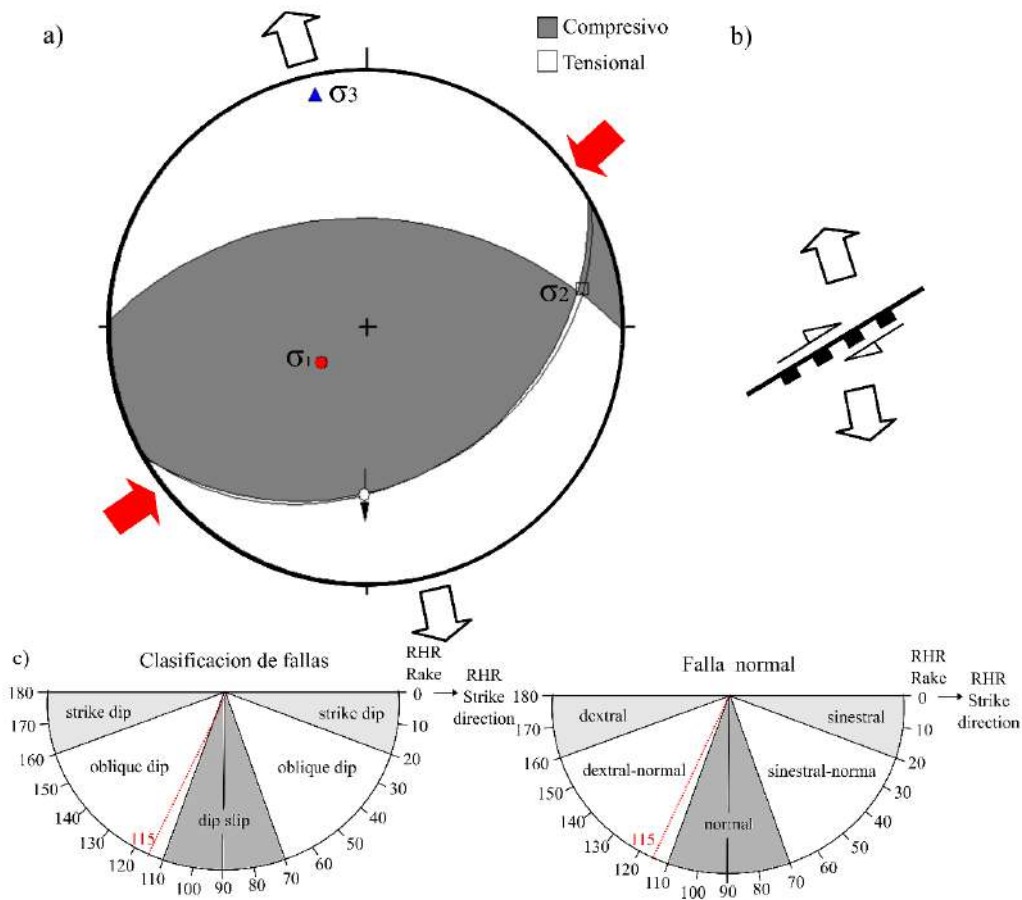 a)
Compresivo
Tensional
b)
σ3
σ2
σ1
c)
Clasificacion de fallas
RHR
Rake
RHR
Strike
direction
180
170
160
150
140
130
120
110
100
90
80
70
60
50
40
30
20
10
0
strike dip
strike dip
oblique dip
oblique dip
dip slip
115
Falla normal
RHR
Rake
RHR
Strike
direction
180
170
160
150
140
130
120
110
100
90
80
70
60
50
40
30
20
10
0
dextral
sinestral
dextral-normal
sinestral-norma
normal
115